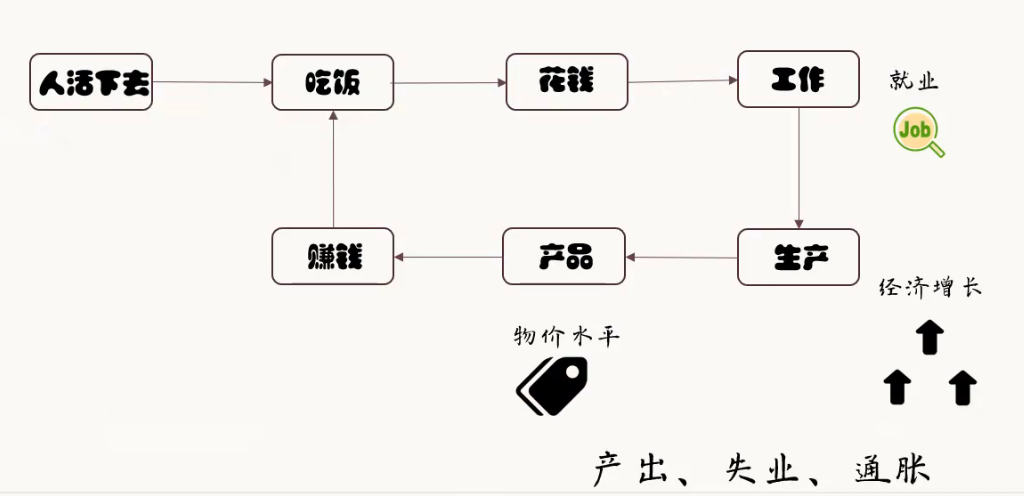 人活下去
吃饭
花钱
工作
就业
Job
赚钱
产品
生产
经济增长
物价水平
产出、失业、通胀